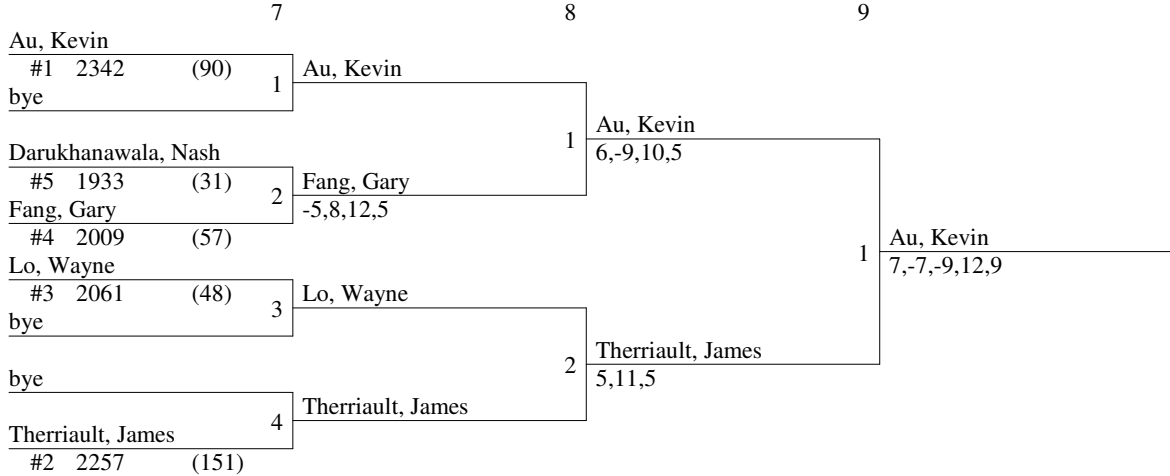 7 8 9
Au, Kevin
#1 2342 (90)
bye
1
Au, Kevin
Darukhanawala, Nash
#5 1933 (31)
Fang, Gary
#4 2009 (57)
2
Fang, Gary
-5,8,12,5
1
Au, Kevin
6,-9,10,5
Lo, Wayne
#3 2061 (48)
bye
3
Lo, Wayne
bye
Therriault, James
#2 2257 (151)
4
Therriault, James
2
Therriault, James
5,11,5
1
Au, Kevin
7,-7,-9,12,9